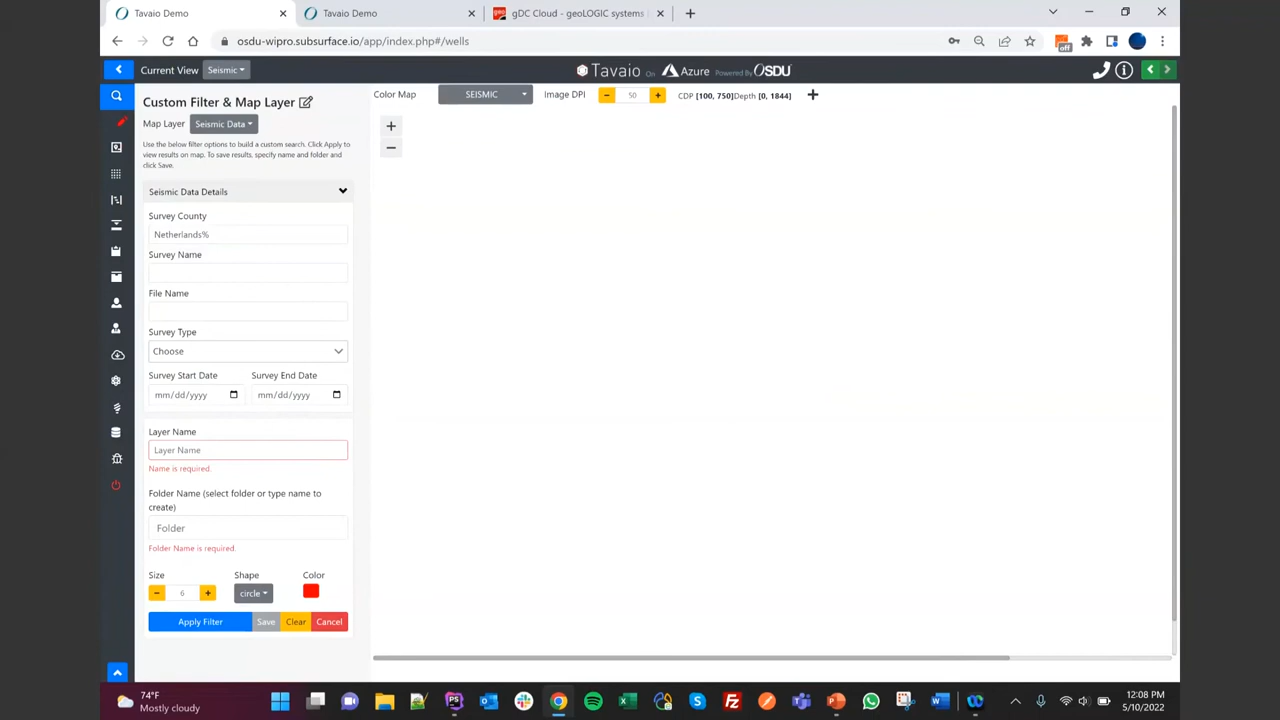 Tavaio Demo
Tavaio Demo
gDC Cloud - geoLOGIC systems
osdu-wipro.subsurface.io/app/index.php#/wells
off
Current View Seismic
Tavaio On Azure Powered By OSDU
Custom Filter & Map Layer
Color Map SEISMIC Image DPI 50 CDP [100, 750]Depth [0, 1844]
Map Layer Seismic Data
Use the below filter options to build a custom search. Click Apply to
view results on map. To save results, specify name and folder and
click Save.
Seismic Data Details
Survey County
Netherlands%
Survey Name
File Name
Survey Type
Choose
Survey Start Date Survey End Date
mm/dd/yyyy mm/dd/yyyy
Layer Name
Layer Name
Name is required.
Folder Name (select folder or type name to
create)
Folder
Folder Name is required.
Size Shape Color
6 circle
Apply Filter Save Clear Cancel
74°F
Mostly cloudy
12:08 PM
5/10/2022